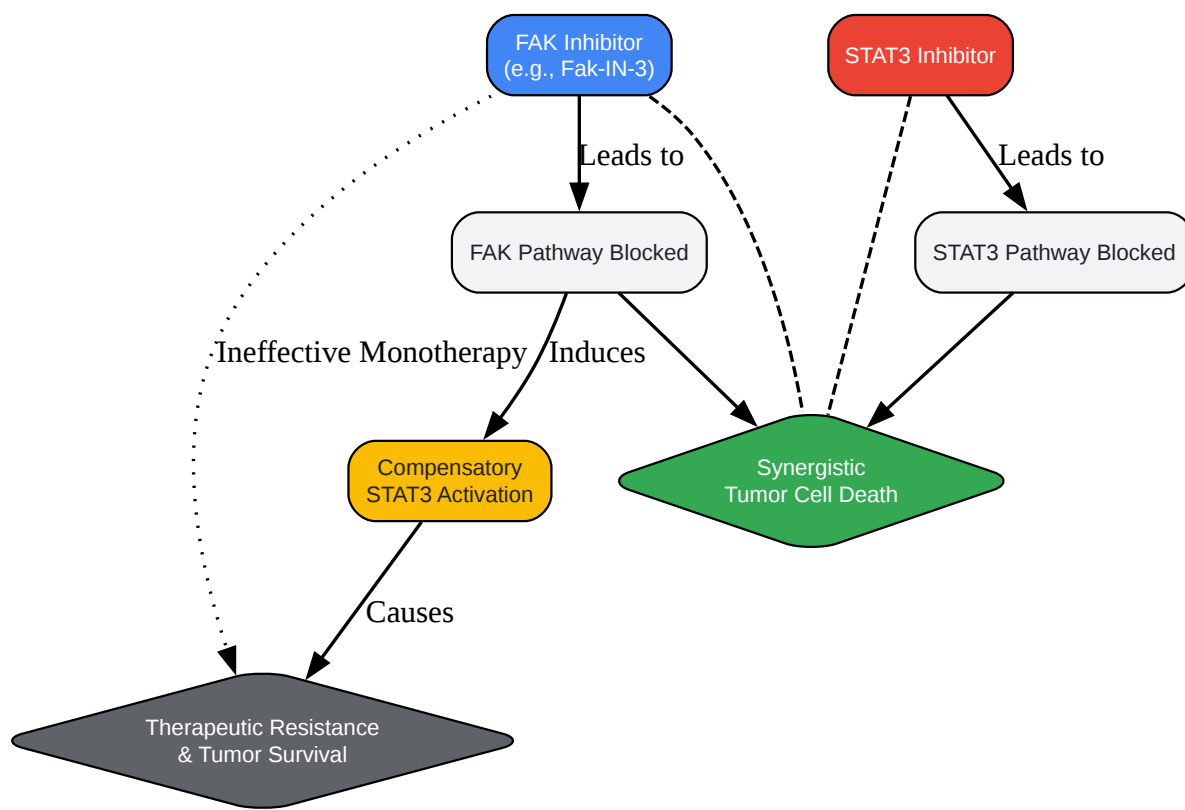 FAK Inhibitor
(e.g., Fak-IN-3)
STAT3 Inhibitor
Leads to
Leads to
FAK Pathway Blocked
STAT3 Pathway Blocked
Ineffective Monotherapy
Induces
Compensatory
STAT3 Activation
Synergistic
Tumor Cell Death
Causes
Therapeutic Resistance
& Tumor Survival